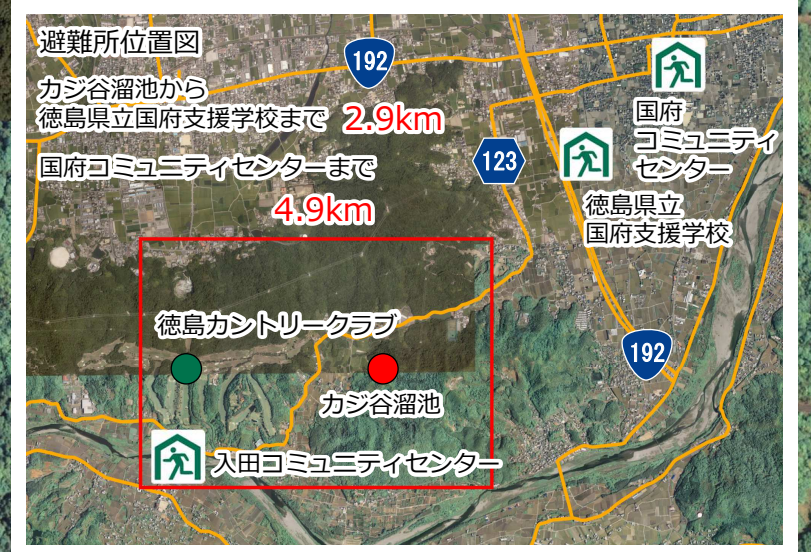 避難所位置図
カジ谷溜池から
徳島県立国府支援学校まで 2.9km
国府コミュニティセンターまで
4.9km
192
123
国府
コミュニティ
センター
徳島県立
国府支援学校
徳島カントリークラブ
192
カジ谷溜池
入田コミュニティセンター